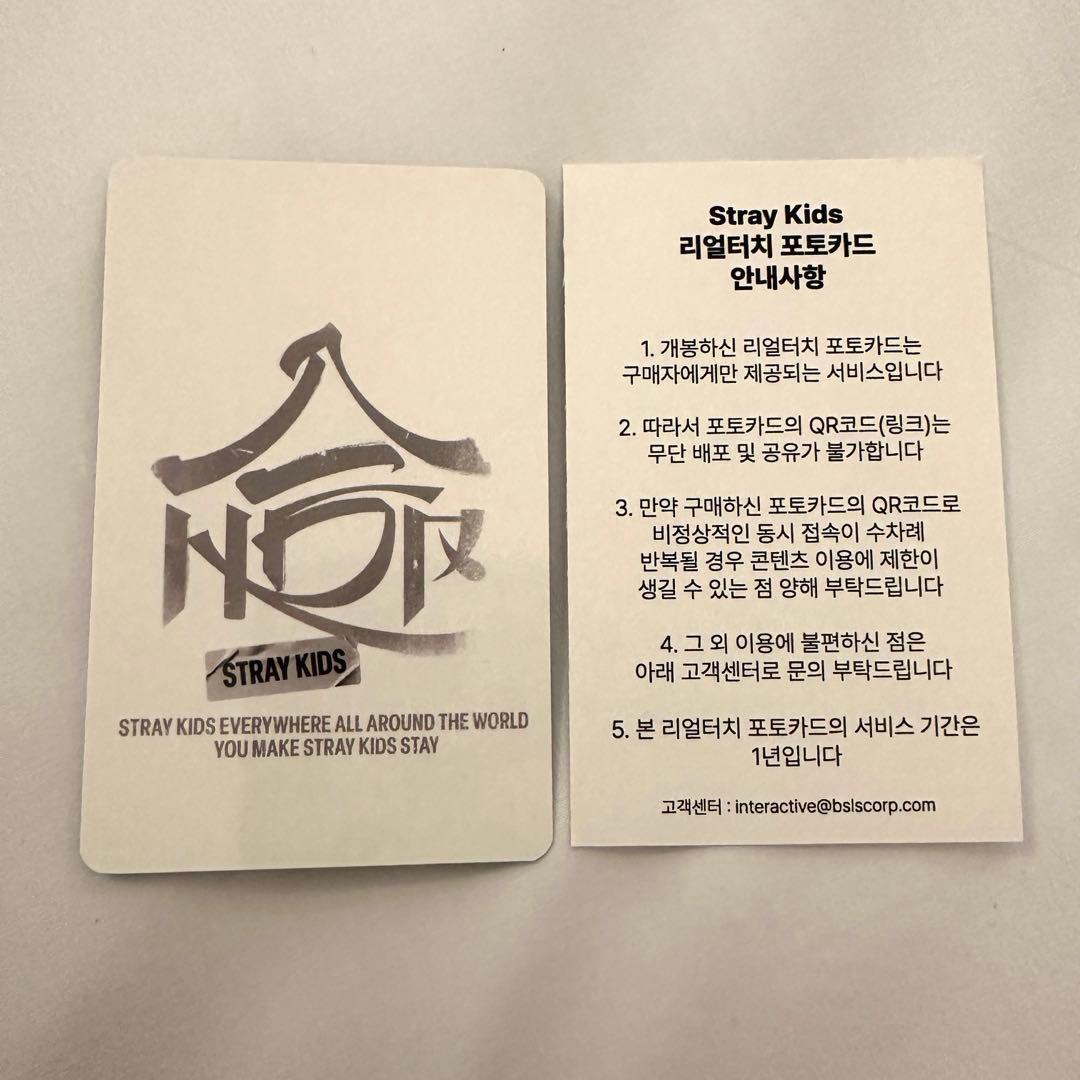 STRAY KIDS
STRAY KIDS EVERYWHERE ALL AROUND THE WORLD
YOU MAKE STRAY KIDS STAY
Stray Kids
리얼터치 포토카드
안내사항
1. 개봉하신 리얼터치 포토카드는
구매자에게만 제공되는 서비스입니다
2. 따라서 포토카드의 QR코드(링크)는
무단 배포 및 공유가 불가합니다
3. 만약 구매하신 포토카드의 QR코드로
비정상적인 동시 접속이 수차례
반복될 경우 콘텐츠 이용에 제한이
생길 수 있는 점 양해 부탁드립니다
4. 그 외 이용에 불편하신 점은
아래 고객센터로 문의 부탁드립니다
5. 본 리얼터치 포토카드의 서비스 기간은
1년입니다
고객센터 : interactive@bslscorp.com